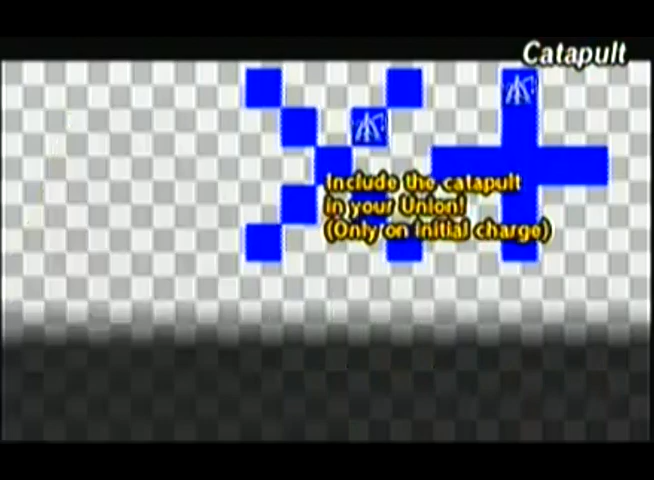 Catapult
Include the catapult
in your Union!
(Only on initial charge)